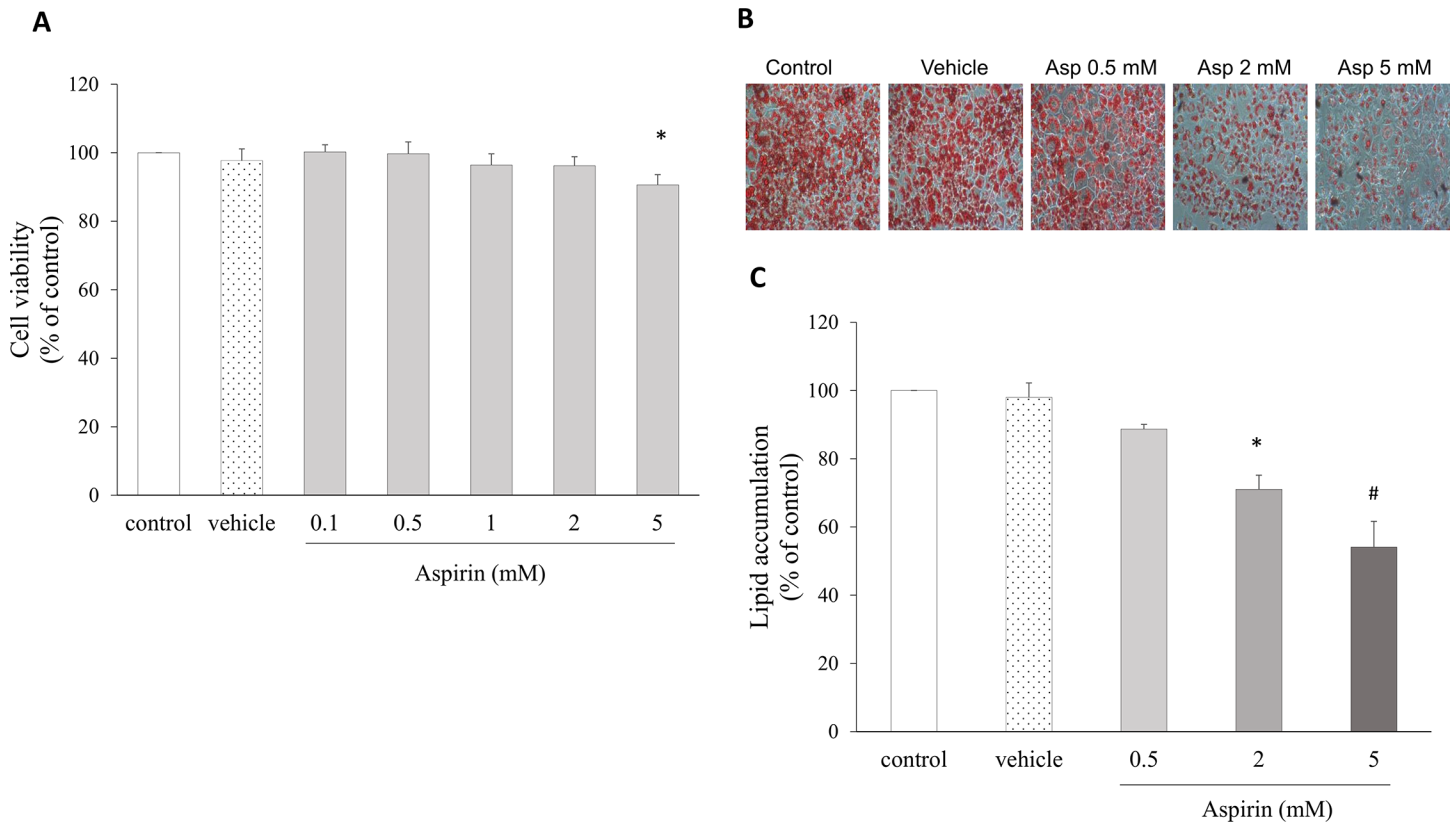 A
120
100
80
60
40
20
0
Cell viability
(% of control)
*
control vehicle 0.1 0.5 1 2 5
Aspirin (mM)
B
Control Vehicle Asp 0.5 mM Asp 2 mM Asp 5 mM
C
120
100
80
60
40
20
0
Lipid accumulation
(% of control)
*
#
control vehicle 0.5 2 5
Aspirin (mM)